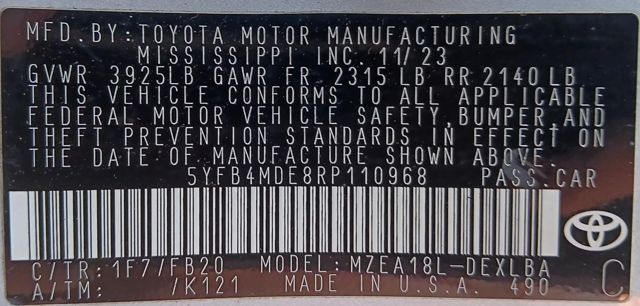 MFD. BY: TOYOTA MOTOR MANUFACTURING
MISSISSIPPI INC. 11/23
GVWR 3925LB GAWR FR 2315 LB RR 2140 LB
THIS VEHICLE CONFORMS TO ALL APPLICABLE
FEDERAL MOTOR VEHICLE SAFETY, BUMPER, AND
THEFT PREVENTION STANDARDS IN EFFECT ON
THE DATE OF MANUFACTURE SHOWN ABOVE.
5YFB4MDE8RP110968 PASS. CAR
C/TR: 1F7/FB20 MODEL: MZEA18L-DEXLBA
A/TM: /K121 MADE IN U.S.A. 490 C